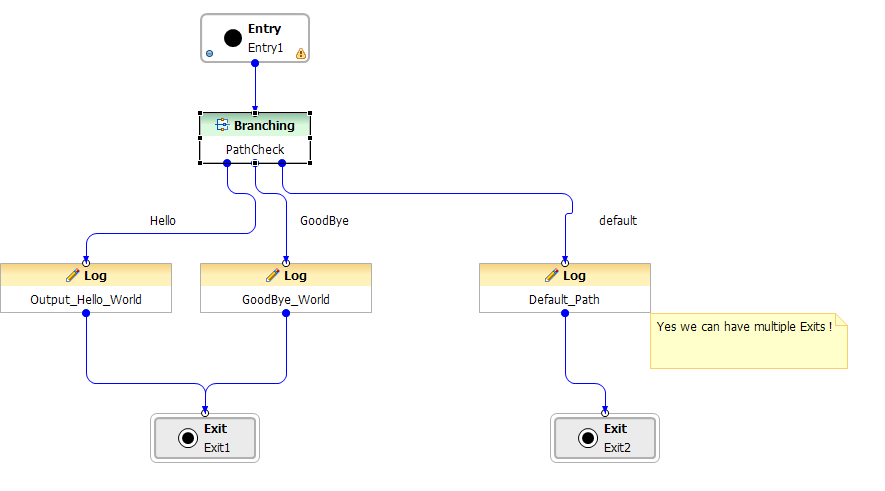 Entry
Entry1
Branching
PathCheck
Hello
GoodBye
default
Log
Output_Hello_World
Log
GoodBye_World
Log
Default_Path
Yes we can have multiple Exits !
Exit
Exit1
Exit
Exit2